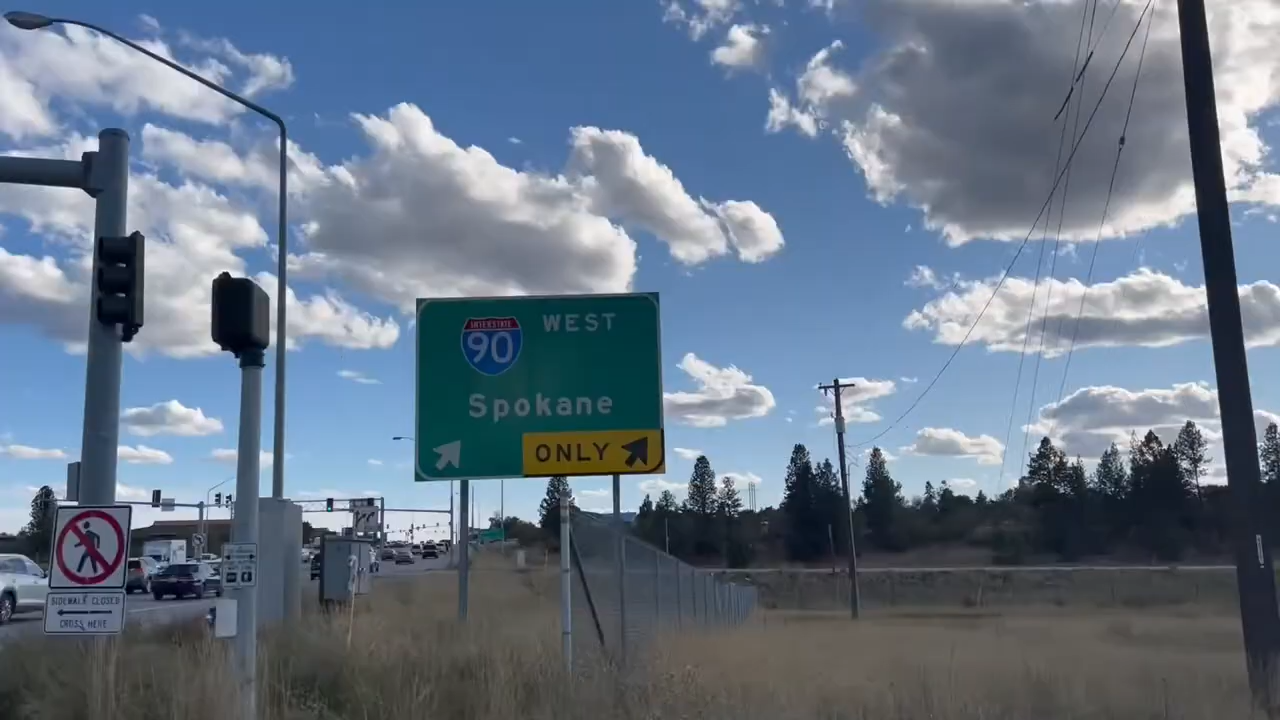 INTERSTATE
90
WEST
Spokane
ONLY
SIDEWALK CLOSED
CROSS HERE